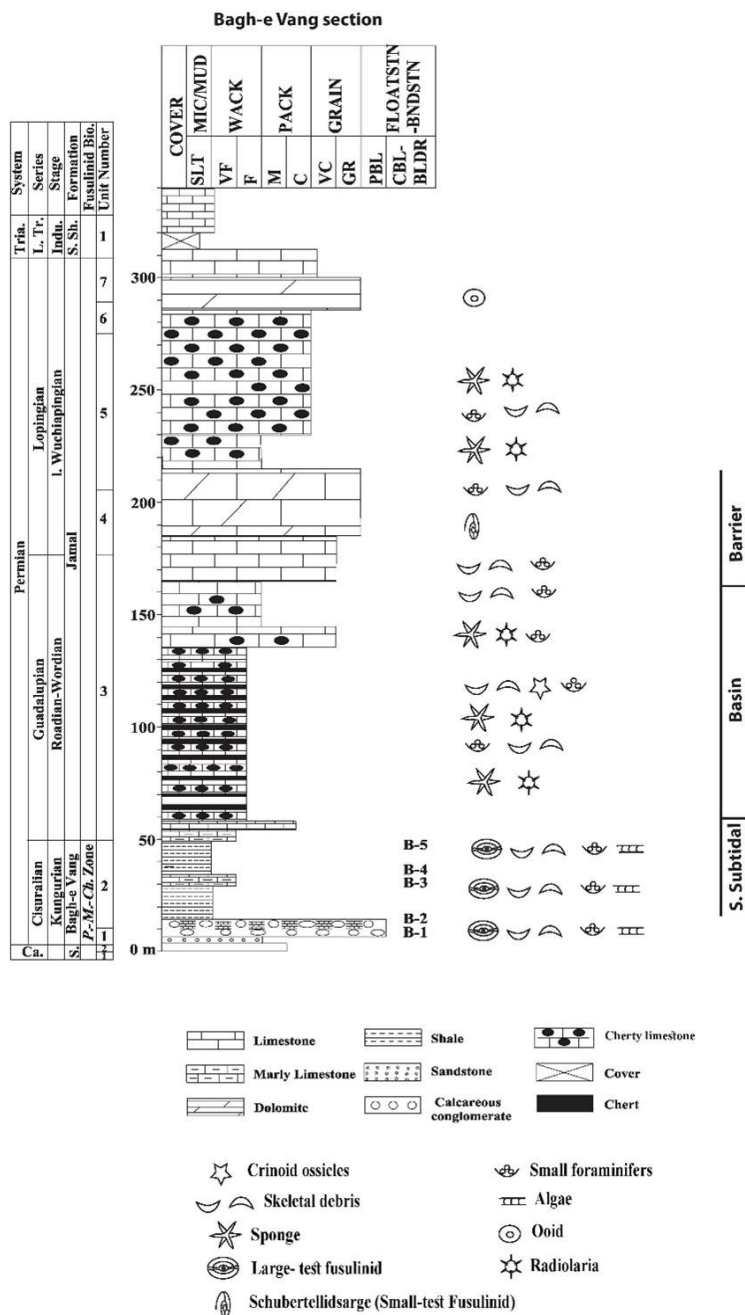 Bagh-e Vang section
COVER
MIC/MUD
WACK
PACK
GRAIN
FLOATSTN
-BNDSTN
SLT
VF
F
M
C
VC
GR
PBL
CBL-
BLDR
System
Series
Stage
Formation
Fusulinid Bio.
Unit Number
Tria.
L. Tr.
Indu.
S. Sh.
1
Permian
Lopingian
l. Wuchiapingian
Jamal
7
6
5
4
Guadalupian
Roadian-Wordian
3
Cisuralian
Kungurian
Bagh-e Vang
P.-M.-Ch. Zone
2
1
Ca.
S.
2
1
300
250
200
150
100
50
0 m
B-5
B-4
B-3
B-2
B-1
Barrier
Basin
S. Subtidal
Limestone
Shale
Cherty limestone
Marly Limestone
Sandstone
Cover
Dolomite
Calcareous
conglomerate
Chert
Crinoid ossicles
Small foraminifers
Skeletal debris
Algae
Sponge
Ooid
Large- test fusulinid
Radiolaria
Schubertellidsarge (Small-test Fusulinid)